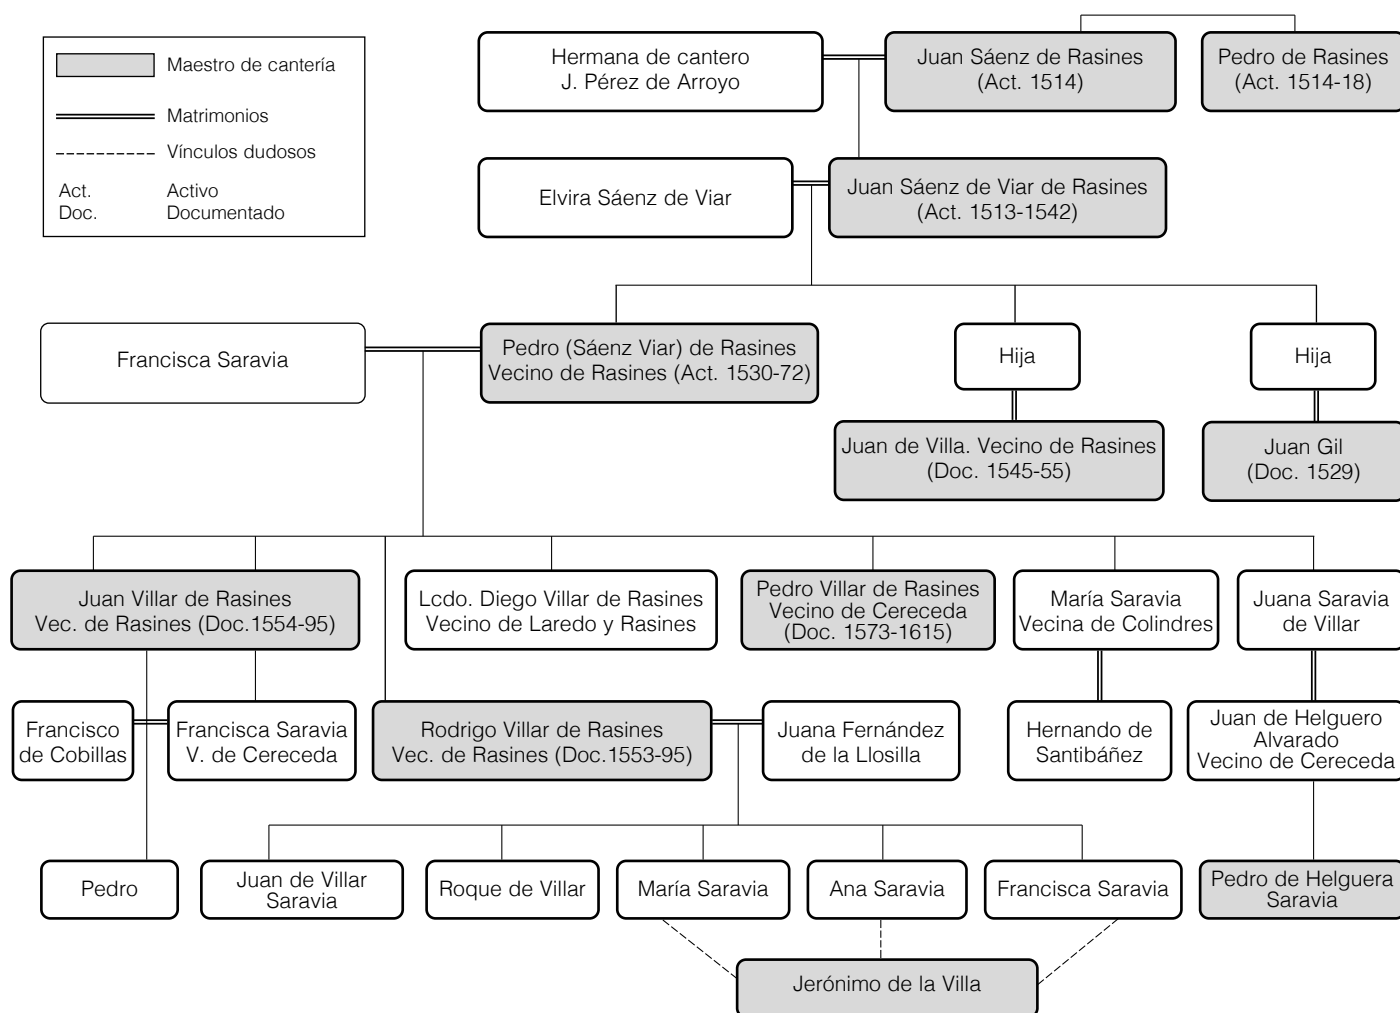 Maestro de cantería
Matrimonios
Vínculos dudosos
Act. Activo
Doc. Documentado
Hermana de cantero
J. Pérez de Arroyo
Juan Sáenz de Rasines
(Act. 1514)
Pedro de Rasines
(Act. 1514-18)
Elvira Sáenz de Viar
Juan Sáenz de Viar de Rasines
(Act. 1513-1542)
Francisca Saravia
Pedro (Sáenz Viar) de Rasines
Vecino de Rasines (Act. 1530-72)
Hija
Hija
Juan de Villa. Vecino de Rasines
(Doc. 1545-55)
Juan Gil
(Doc. 1529)
Juan Villar de Rasines
Vec. de Rasines (Doc.1554-95)
Lcdo. Diego Villar de Rasines
Vecino de Laredo y Rasines
Pedro Villar de Rasines
Vecino de Cereceda
(Doc. 1573-1615)
María Saravia
Vecina de Colindres
Juana Saravia
de Villar
Francisco
de Cobillas
Francisca Saravia
V. de Cereceda
Rodrigo Villar de Rasines
Vec. de Rasines (Doc.1553-95)
Juana Fernández
de la Llosilla
Hernando de
Santibáñez
Juan de Helguero
Alvarado
Vecino de Cereceda
Pedro
Juan de Villar
Saravia
Roque de Villar
María Saravia
Ana Saravia
Francisca Saravia
Pedro de Helguera
Saravia
Jerónimo de la Villa